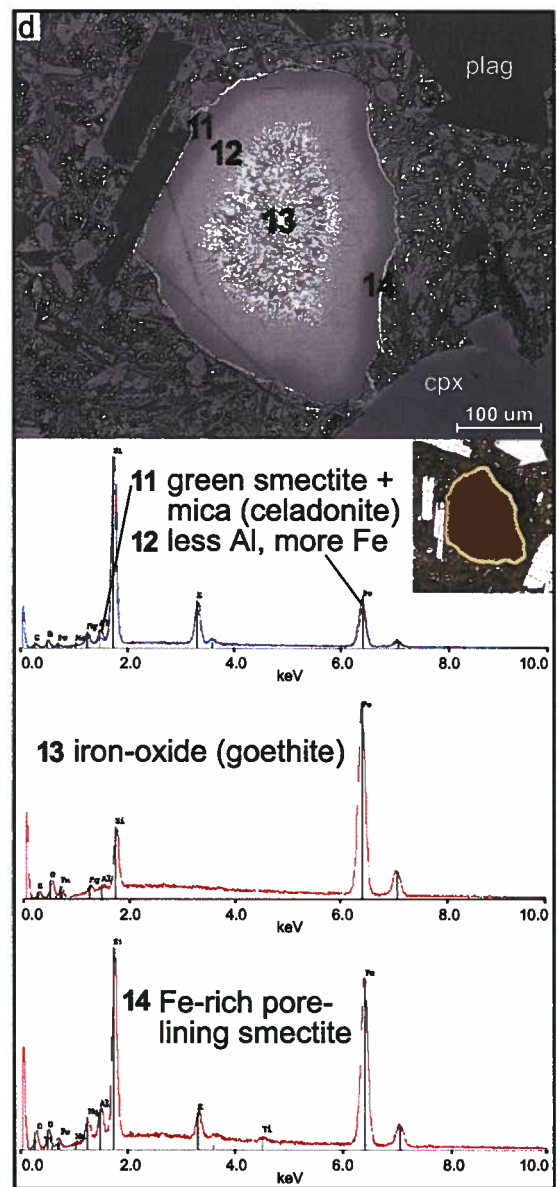 d
plag
11
12
13
14
cpx
100 um
Si
11 green smectite +
mica (celadonite)
12 less Al, more Fe
K
Fe
0.0 2.0 4.0 6.0 8.0 10.0
keV
Fe
13 iron-oxide (goethite)
Si
O
Al
0.0 2.0 4.0 6.0 8.0 10.0
keV
Si
14 Fe-rich pore-
lining smectite
Fe
Mg
Al
K
Ti
O
Fe
0.0 2.0 4.0 6.0 8.0 10.0
keV